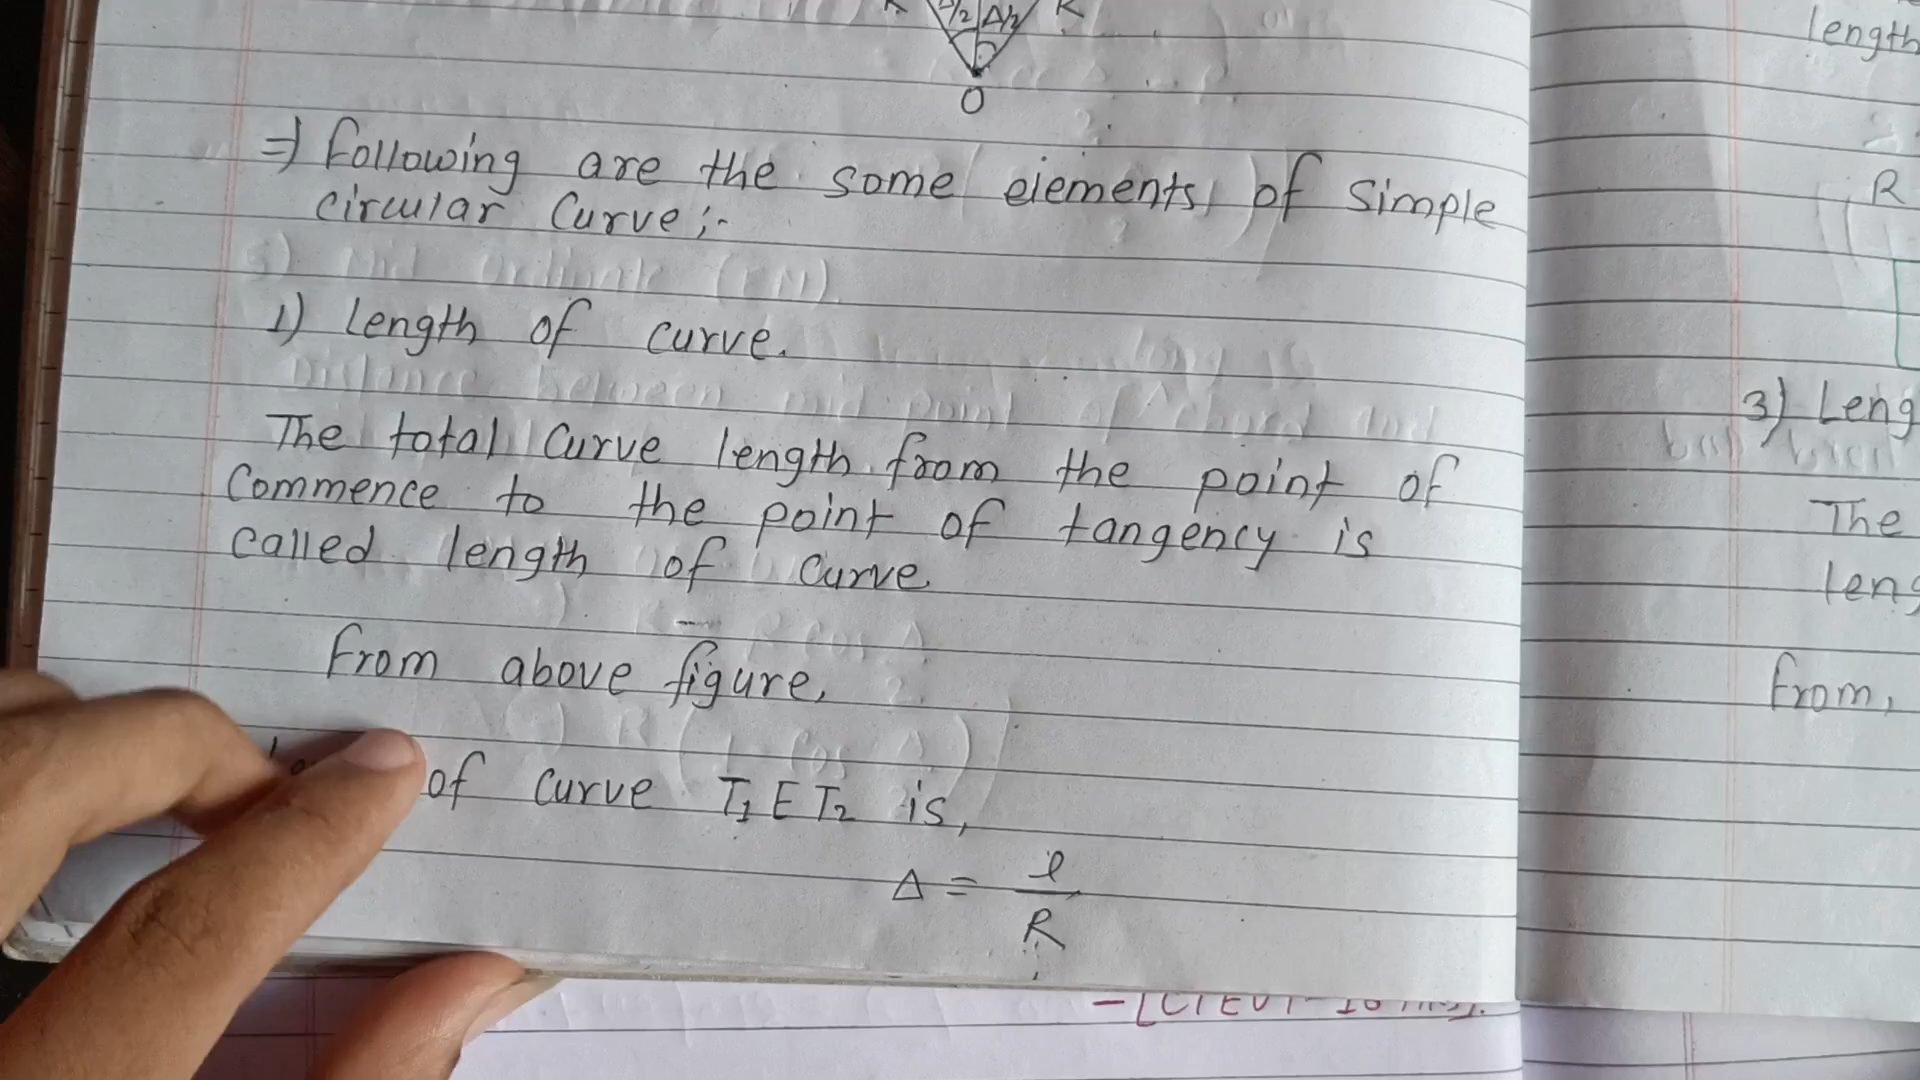 Δ/2
K
O
=) Following are the some elements of Simple
circular Curve :-
1) Length of curve.
The total Curve length from the point of
Commence to the point of tangency is
called length of Curve
From above figure,
of curve T1 E T2 is,
Δ = l
R
length
R
3) Leng
The
leng
From,